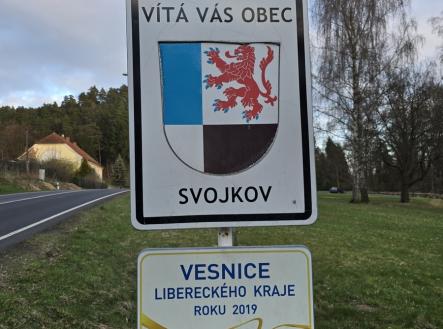 VÍTÁ VÁS OBEC
SVOJKOV
VESNICE
LIBERECKÉHO KRAJE
ROKU 2019